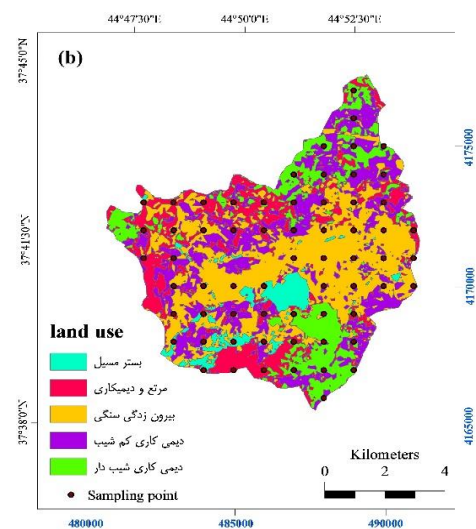 44°47'30"E 44°50'0"E 44°52'30"E
37°45'0"N
37°41'30"N
37°38'0"N
(b)
4175000
4170000
4165000
land use
بستر مسیل
مرتع و دیمیکاری
بیرون زدگی سنگی
دیمی کاری کم شیب
دیمی کاری شیب دار
Sampling point
Kilometers
0 2 4
480000 485000 490000